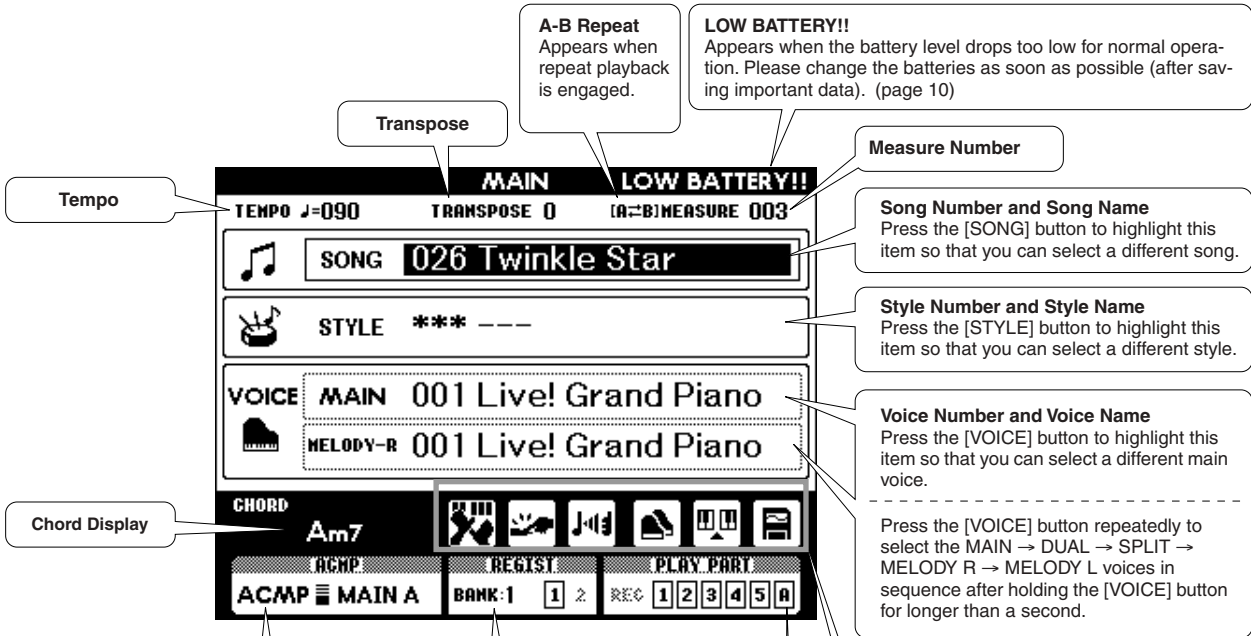 A-B Repeat
Appears when
repeat playback
is engaged.
LOW BATTERY!!
Appears when the battery level drops too low for normal opera-
tion. Please change the batteries as soon as possible (after sav-
ing important data). (page 10)
Transpose
Measure Number
Tempo
MAIN LOW BATTERY!!
TEMPO ♩=090 TRANSPOSE 0 [A⇄B]MEASURE 003
SONG 026 Twinkle Star
STYLE *** ---
VOICE MAIN 001 Live! Grand Piano
MELODY-R 001 Live! Grand Piano
Song Number and Song Name
Press the [SONG] button to highlight this
item so that you can select a different song.
Style Number and Style Name
Press the [STYLE] button to highlight this
item so that you can select a different style.
Voice Number and Voice Name
Press the [VOICE] button to highlight this
item so that you can select a different main
voice.
Press the [VOICE] button repeatedly to
select the MAIN → DUAL → SPLIT →
MELODY R → MELODY L voices in
sequence after holding the [VOICE] button
for longer than a second.
Chord Display
CHORD
Am7
ACMP REGIST PLAY PART
ACMP MAIN A BANK:1 1 2 REC 1 2 3 4 5 A